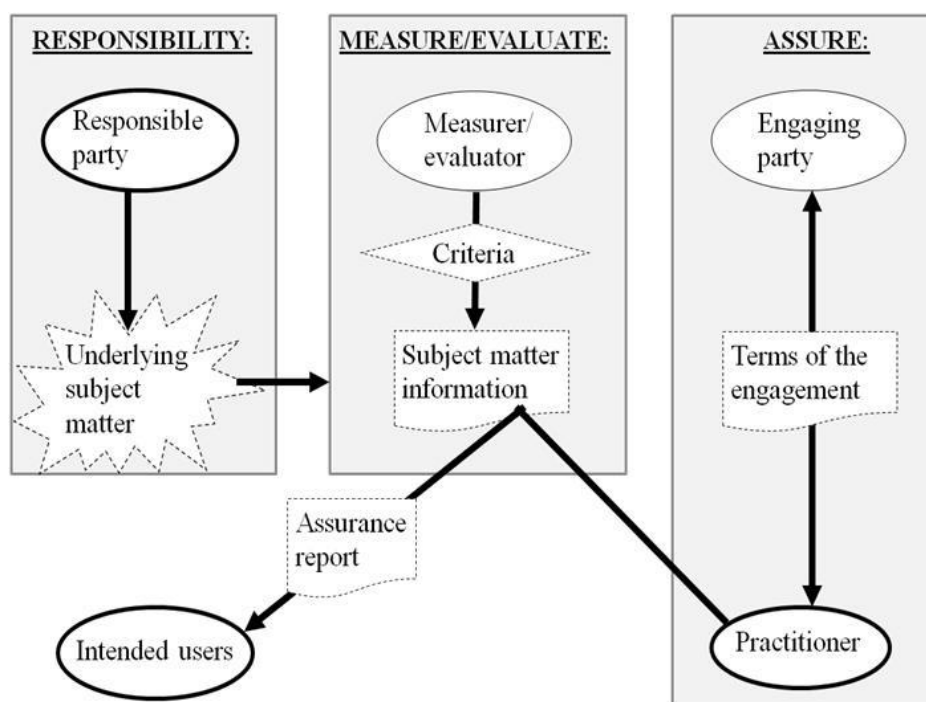 RESPONSIBILITY:
Responsible
party
Underlying
subject
matter
MEASURE/EVALUATE:
Measurer/
evaluator
Criteria
Subject matter
information
ASSURE:
Engaging
party
Terms of the
engagement
Practitioner
Assurance
report
Intended users